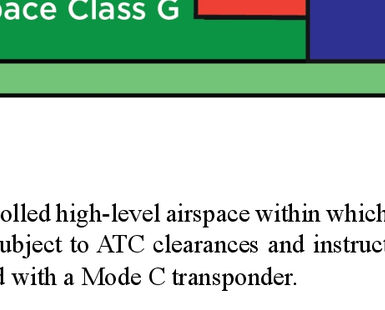 pace Class G
olled high-level airspace within which
ubject to ATC clearances and instruct
d with a Mode C transponder.